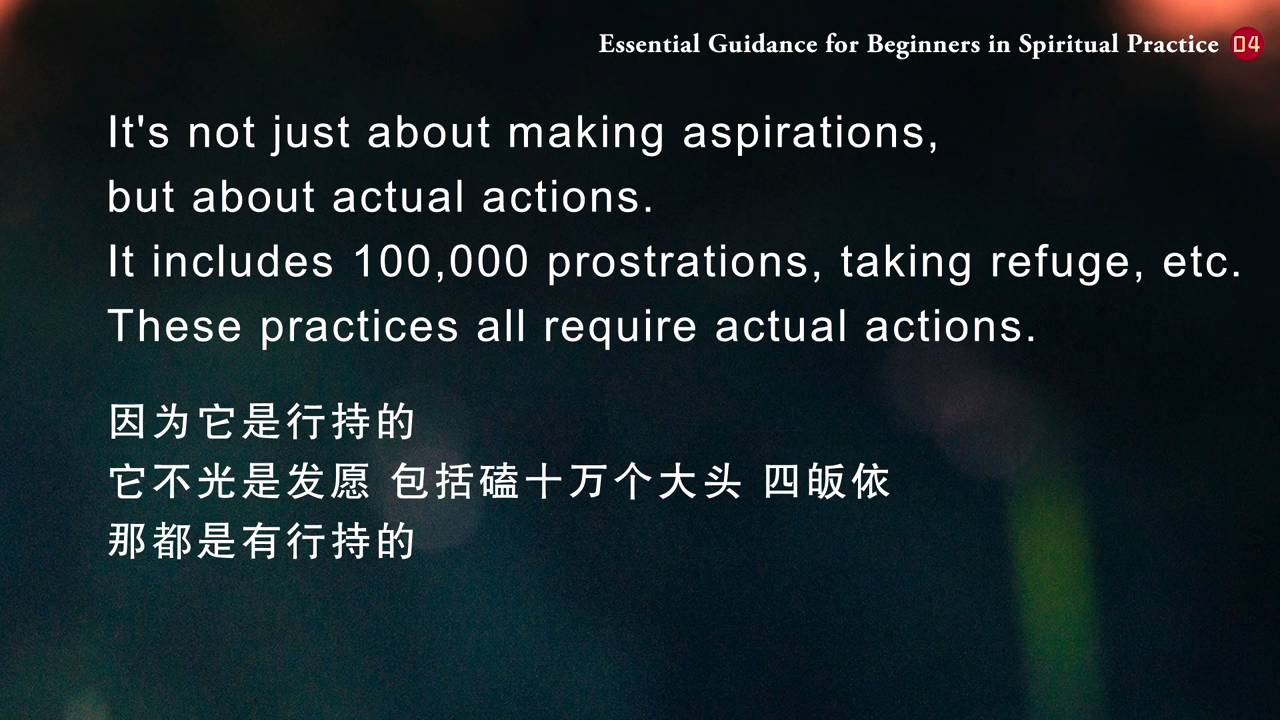 Essential Guidance for Beginners in Spiritual Practice 04
It's not just about making aspirations,
but about actual actions.
It includes 100,000 prostrations, taking refuge, etc.
These practices all require actual actions.
因为它是行持的
它不光是发愿 包括磕十万个大头 四皈依
那都是有行持的